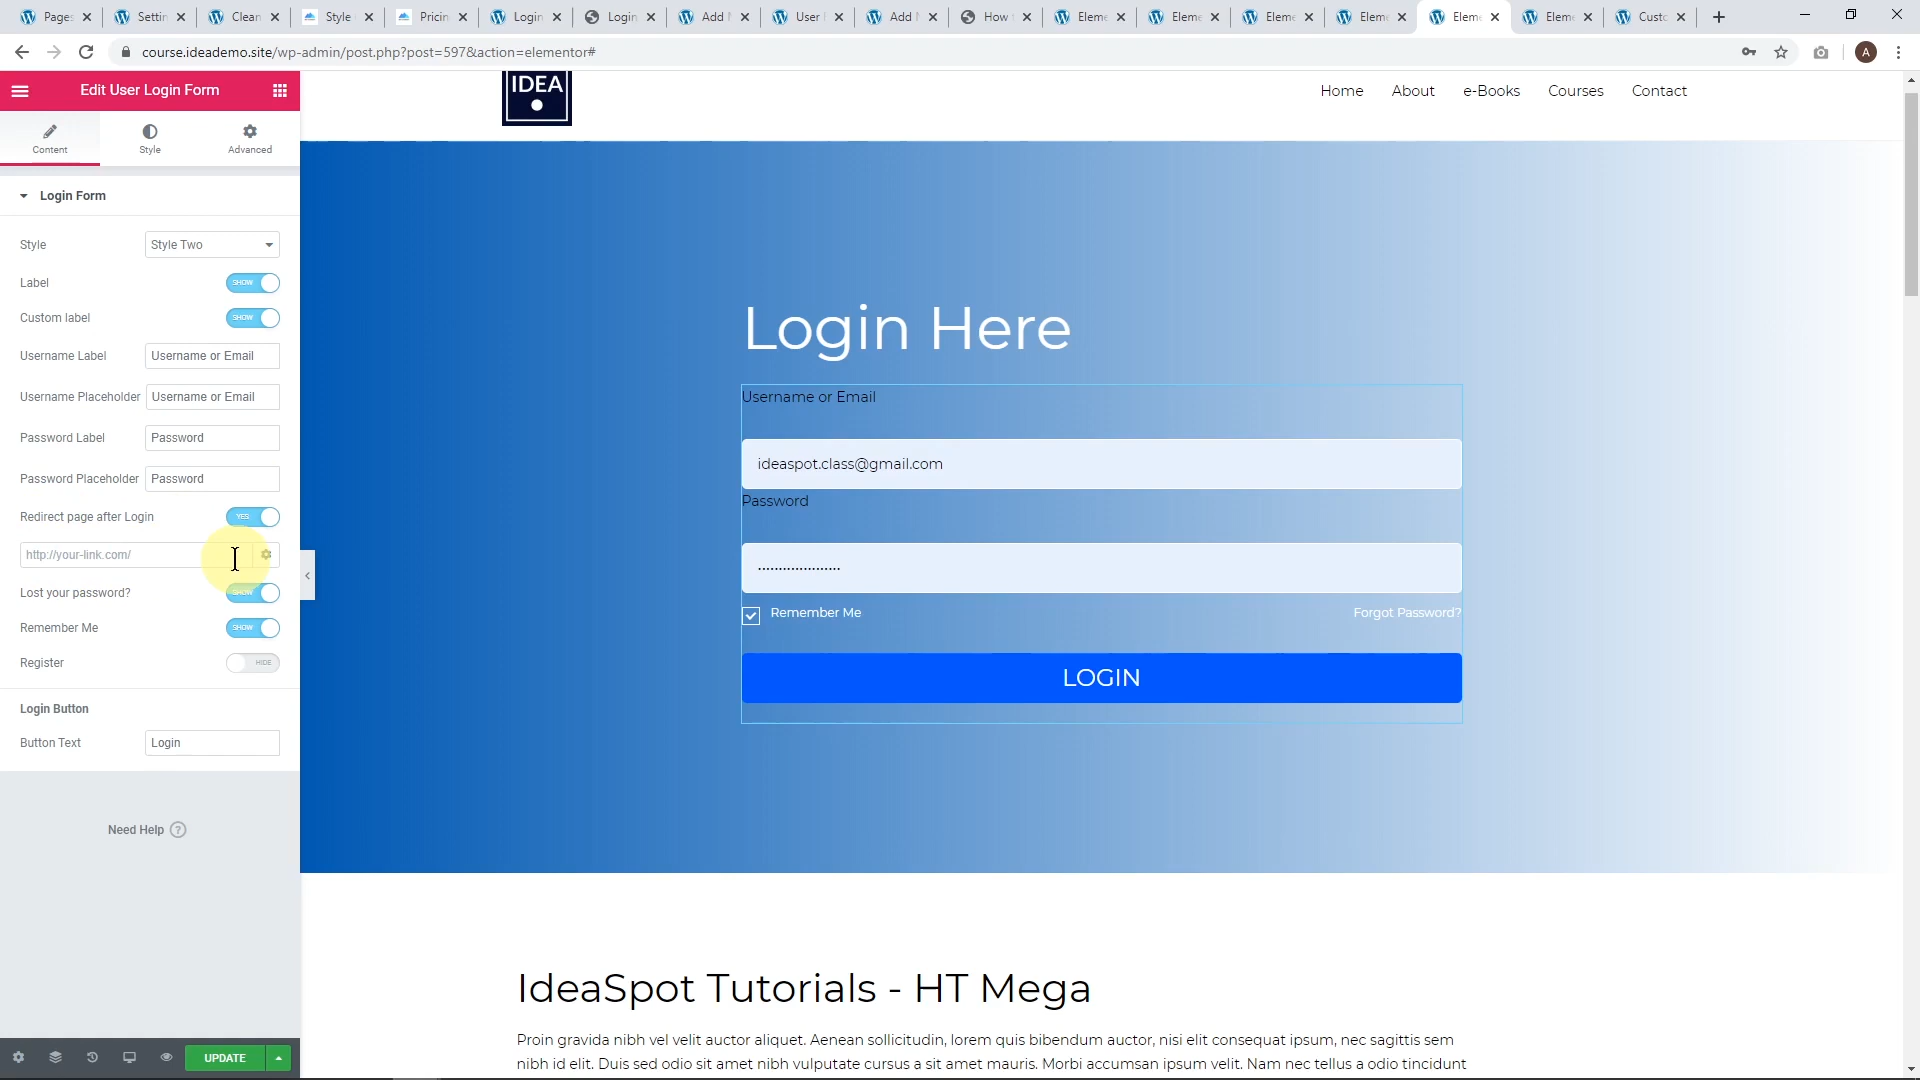 Pages
Settin
Clean
Style
Pricin
Login
Login
Add
User
Add
How
Eleme
Eleme
Eleme
Eleme
Eleme
Eleme
Custo
course.ideademo.site/wp-admin/post.php?post=597&action=elementor#
A
Edit User Login Form
Content
Style
Advanced
Login Form
Style
Style Two
Label
SHOW
Custom label
SHOW
Username Label
Username or Email
Username Placeholder
Username or Email
Password Label
Password
Password Placeholder
Password
Redirect page after Login
YES
http://your-link.com/
Lost your password?
SHOW
Remember Me
SHOW
Register
HIDE
Login Button
Button Text
Login
Need Help ?
UPDATE
IDEA
Home
About
e-Books
Courses
Contact
Login Here
Username or Email
ideaspot.class@gmail.com
Password
....................
Remember Me
Forgot Password?
LOGIN
IdeaSpot Tutorials - HT Mega
Proin gravida nibh vel velit auctor aliquet. Aenean sollicitudin, lorem quis bibendum auctor, nisi elit consequat ipsum, nec sagittis sem
nibh id elit. Duis sed odio sit amet nibh vulputate cursus a sit amet mauris. Morbi accumsan ipsum velit. Nam nec tellus a odio tincidunt